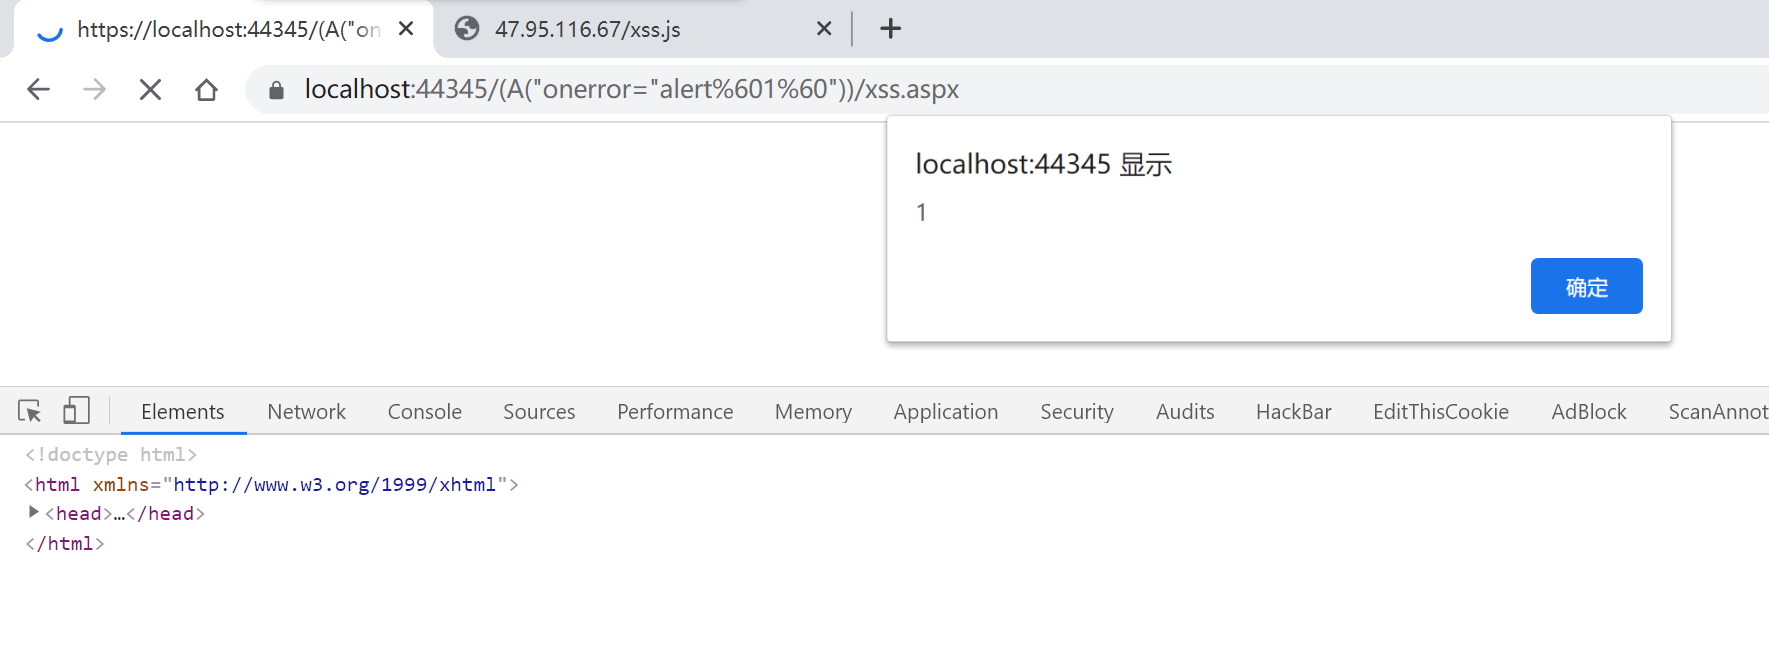 https://localhost:44345/(A("on
47.95.116.67/xss.js
localhost:44345/(A("onerror="alert%601%60"))/xss.aspx
localhost:44345 显示
1
确定
Elements Network Console Sources Performance Memory Application Security Audits HackBar EditThisCookie AdBlock ScanAnnot
<!doctype html>
<html xmlns="http://www.w3.org/1999/xhtml">
<head>…</head>
</html>